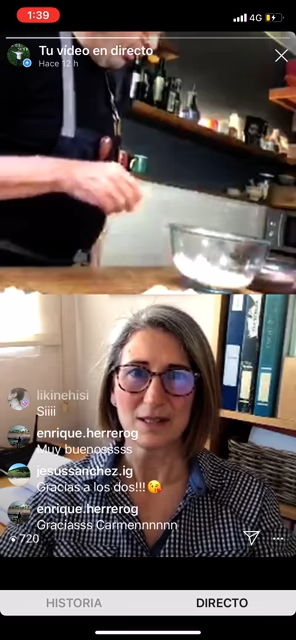 1:39
4G
Tu vídeo en directo
Hace 12 h
likinehisi
Siiii
enrique.herrerog
Muy buenosssss
jesussanchez.ig
Gracias a los dos!!! 😘
enrique.herrerog
Graciasss Carmennnnnn
720
HISTORIA DIRECTO